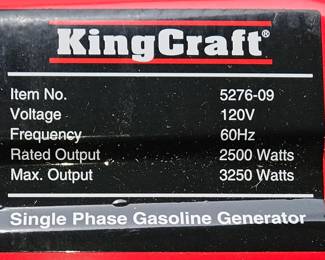 KingCraft®
Item No. 5276-09
Voltage 120V
Frequency 60Hz
Rated Output 2500 Watts
Max. Output 3250 Watts
Single Phase Gasoline Generator